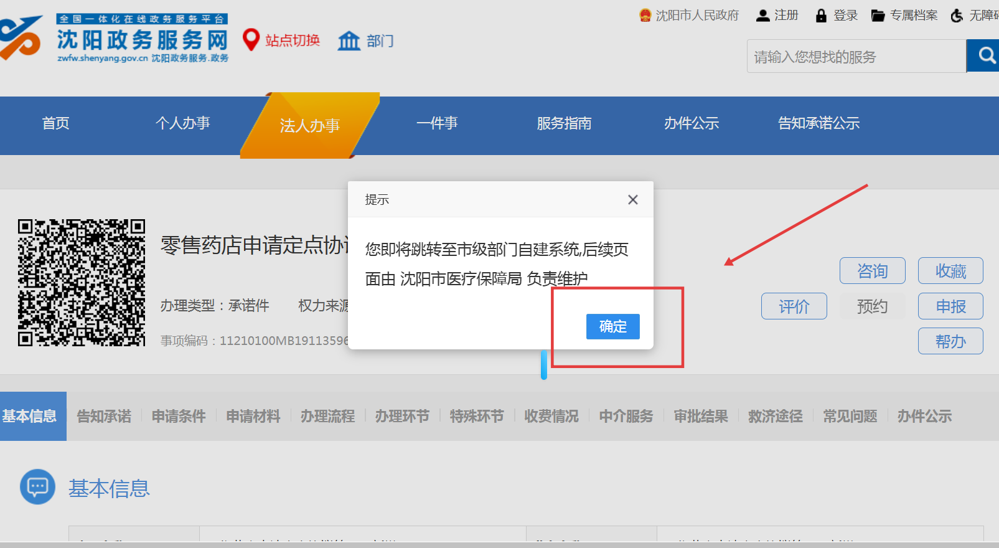 全国一体化在线政务服务平台
沈阳政务服务网
zwfw.shenyang.gov.cn 沈阳政务服务.政务
站点切换
部门
沈阳市人民政府
注册
登录
专属档案
无障碍
请输入您想找的服务
首页
个人办事
法人办事
一件事
服务指南
办件公示
告知承诺公示
提示
您即将跳转至市级部门自建系统,后续页
面由 沈阳市医疗保障局 负责维护
确定
零售药店申请定点协议
办理类型：承诺件
权力来源
事项编码：11210100MB1911359
咨询
收藏
评价
预约
申报
帮办
基本信息
告知承诺
申请条件
申请材料
办理流程
办理环节
特殊环节
收费情况
中介服务
审批结果
救济途径
常见问题
办件公示
基本信息